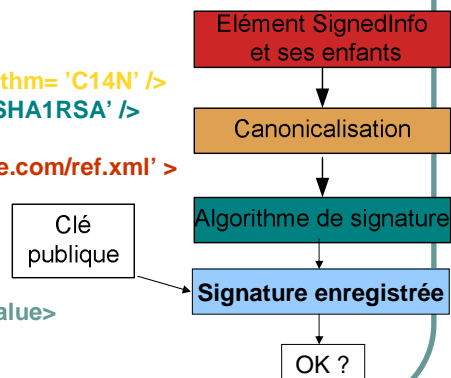 Elément SignedInfo
et ses enfants
thm= ’C14N’ />
SHA1RSA’ />
Canonicalisation
e.com/ref.xml’ >
Clé
publique
Algorithme de signature
Signature enregistrée
alue>
OK ?